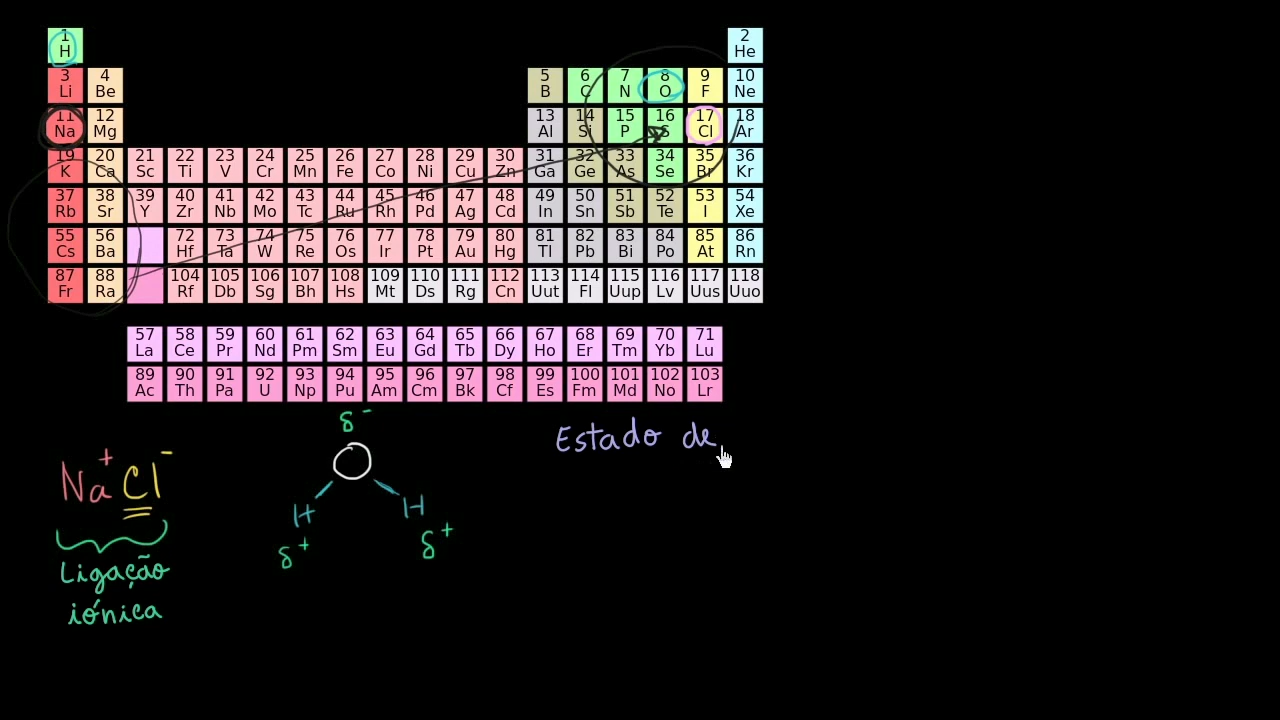 1 2
H He
3 4 5 6 7 8 9 10
Li Be B C N O F Ne
11 12 13 14 15 16 17 18
Na Mg Al Si P S Cl Ar
19 20 21 22 23 24 25 26 27 28 29 30 31 32 33 34 35 36
K Ca Sc Ti V Cr Mn Fe Co Ni Cu Zn Ga Ge As Se Br Kr
37 38 39 40 41 42 43 44 45 46 47 48 49 50 51 52 53 54
Rb Sr Y Zr Nb Mo Tc Ru Rh Pd Ag Cd In Sn Sb Te I Xe
55 56 72 73 74 75 76 77 78 79 80 81 82 83 84 85 86
Cs Ba Hf Ta W Re Os Ir Pt Au Hg Tl Pb Bi Po At Rn
87 88 104 105 106 107 108 109 110 111 112 113 114 115 116 117 118
Fr Ra Rf Db Sg Bh Hs Mt Ds Rg Cn Uut Fl Uup Lv Uus Uuo
57 58 59 60 61 62 63 64 65 66 67 68 69 70 71
La Ce Pr Nd Pm Sm Eu Gd Tb Dy Ho Er Tm Yb Lu
89 90 91 92 93 94 95 96 97 98 99 100 101 102 103
Ac Th Pa U Np Pu Am Cm Bk Cf Es Fm Md No Lr
δ⁻
Estado de
Na⁺Cl⁻
O
H H
δ⁺ δ⁺
Ligação
iónica